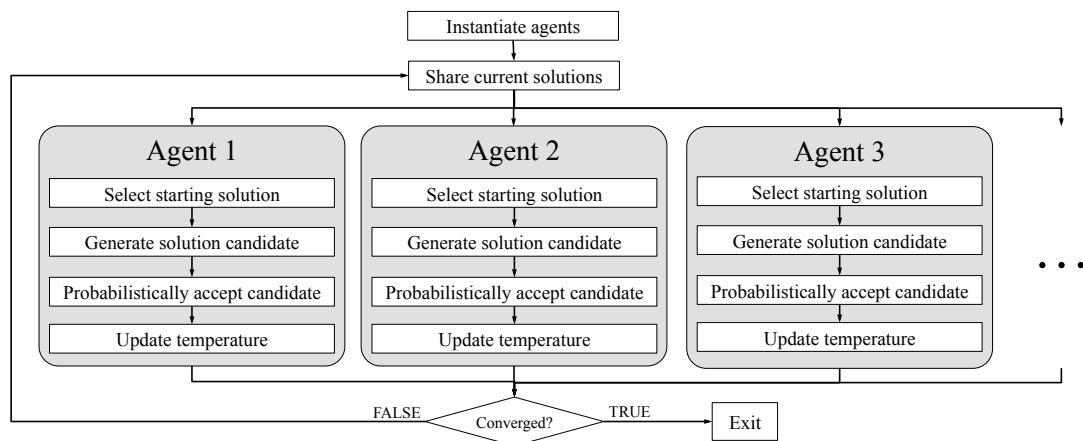 Instantiate agents
Share current solutions
Agent 1
Select starting solution
Generate solution candidate
Probabilistically accept candidate
Update temperature
Agent 2
Select starting solution
Generate solution candidate
Probabilistically accept candidate
Update temperature
Agent 3
Select starting solution
Generate solution candidate
Probabilistically accept candidate
Update temperature
...
FALSE
Converged?
TRUE
Exit